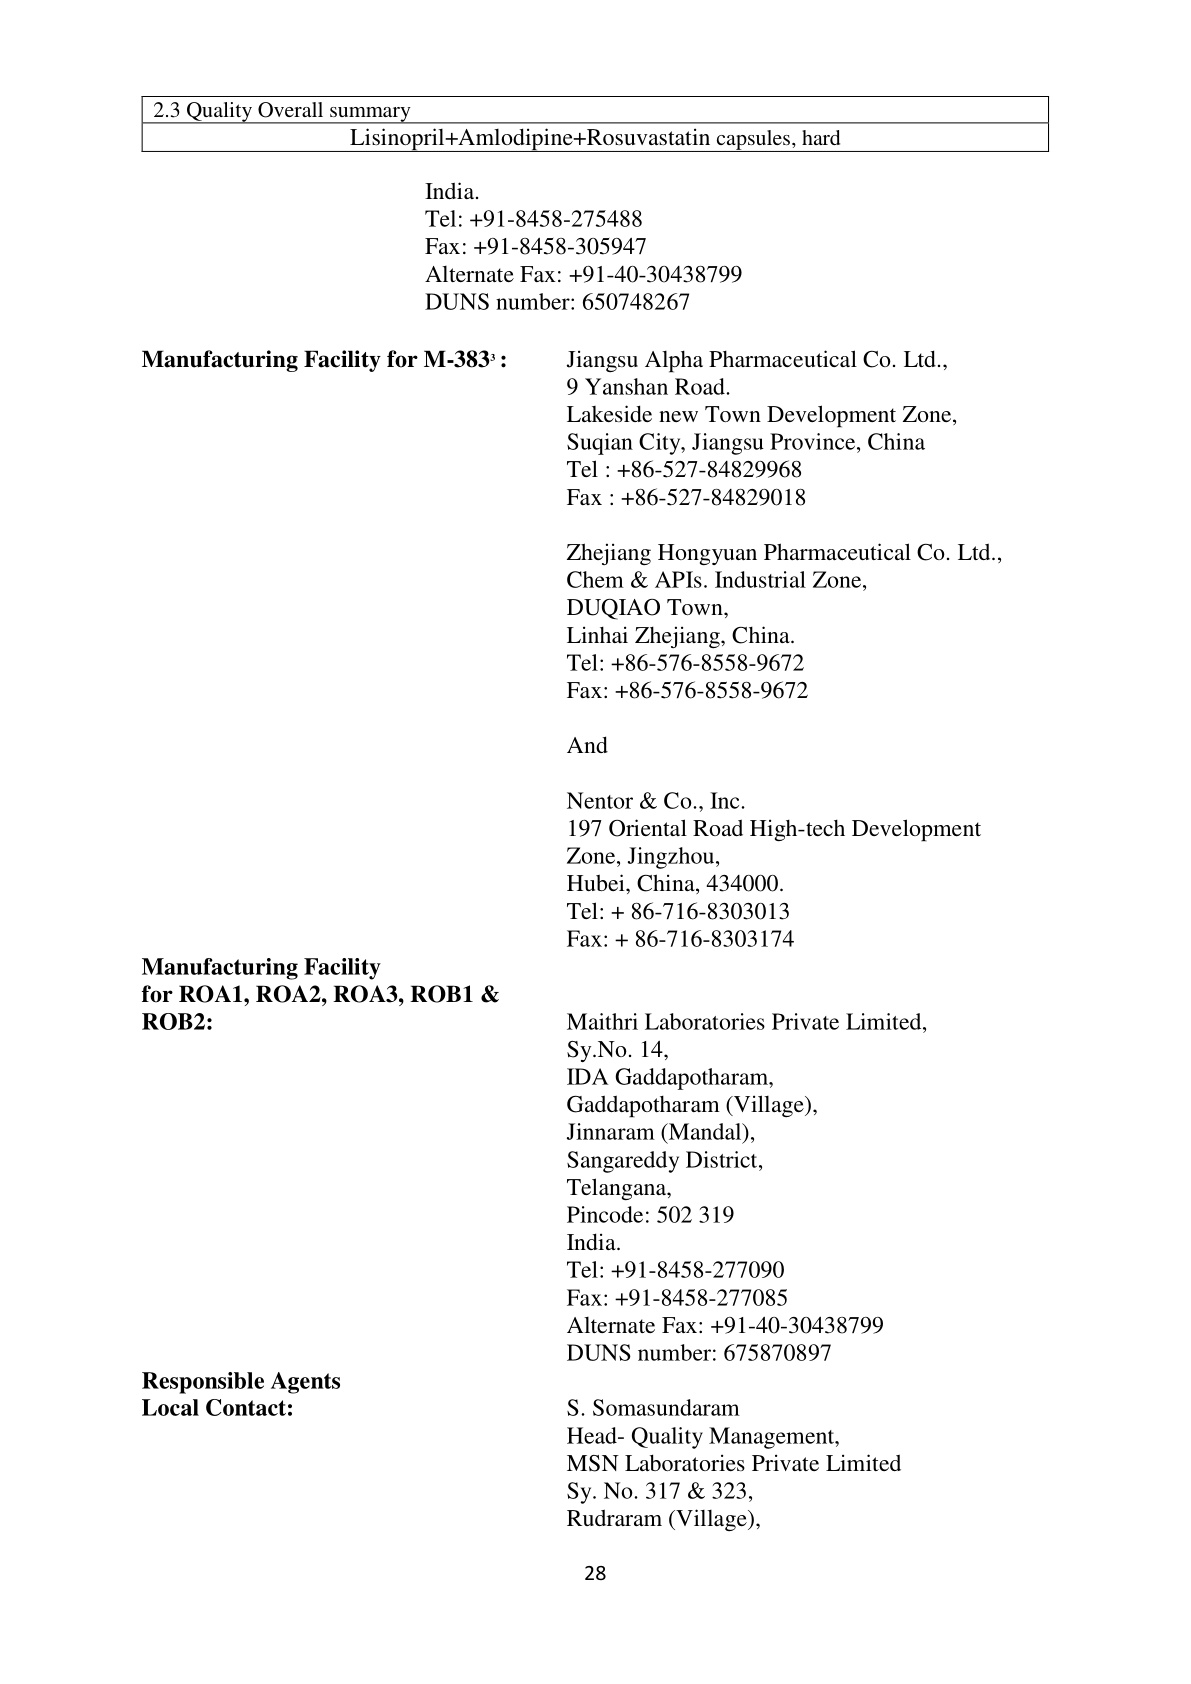 2.3 Quality Overall summary
Lisinopril+Amlodipine+Rosuvastatin capsules, hard
India.
Tel: +91-8458-275488
Fax: +91-8458-305947
Alternate Fax: +91-40-30438799
DUNS number: 650748267
Manufacturing Facility for M-383³ : Jiangsu Alpha Pharmaceutical Co. Ltd.,
9 Yanshan Road.
Lakeside new Town Development Zone,
Suqian City, Jiangsu Province, China
Tel : +86-527-84829968
Fax : +86-527-84829018
Zhejiang Hongyuan Pharmaceutical Co. Ltd.,
Chem & APIs. Industrial Zone,
DUQIAO Town,
Linhai Zhejiang, China.
Tel: +86-576-8558-9672
Fax: +86-576-8558-9672
And
Nentor & Co., Inc.
197 Oriental Road High-tech Development
Zone, Jingzhou,
Hubei, China, 434000.
Tel: + 86-716-8303013
Fax: + 86-716-8303174
Manufacturing Facility
for ROA1, ROA2, ROA3, ROB1 &
ROB2: Maithri Laboratories Private Limited,
Sy.No. 14,
IDA Gaddapotharam,
Gaddapotharam (Village),
Jinnaram (Mandal),
Sangareddy District,
Telangana,
Pincode: 502 319
India.
Tel: +91-8458-277090
Fax: +91-8458-277085
Alternate Fax: +91-40-30438799
DUNS number: 675870897
Responsible Agents
Local Contact: S. Somasundaram
Head- Quality Management,
MSN Laboratories Private Limited
Sy. No. 317 & 323,
Rudraram (Village),
28